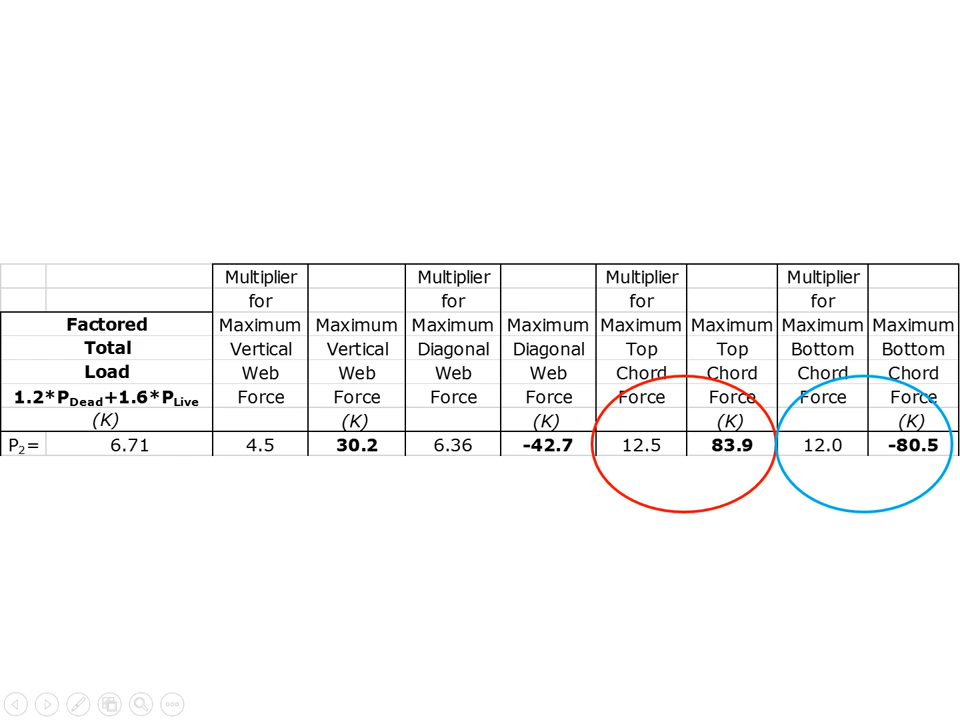 Multiplier Multiplier Multiplier Multiplier
for for for for
Factored Maximum Maximum Maximum Maximum Maximum Maximum Maximum Maximum
Total Vertical Vertical Diagonal Diagonal Top Top Bottom Bottom
Load Web Web Web Web Chord Chord Chord Chord
1.2*PDead+1.6*PLive Force Force Force Force Force Force Force Force
(K) (K) (K) (K) (K)
P2= 6.71 4.5 30.2 6.36 -42.7 12.5 83.9 12.0 -80.5